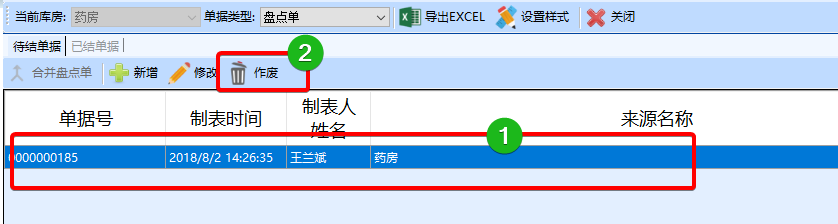 当前库房: 药房 单据类型: 盘点单 导出EXCEL 设置样式 关闭
待结单据 已结单据
合并盘点单 新增 修改 作废
2
单据号 制表时间 制表人姓名 来源名称
1
0000000185 2018/8/2 14:26:35 王兰斌 药房